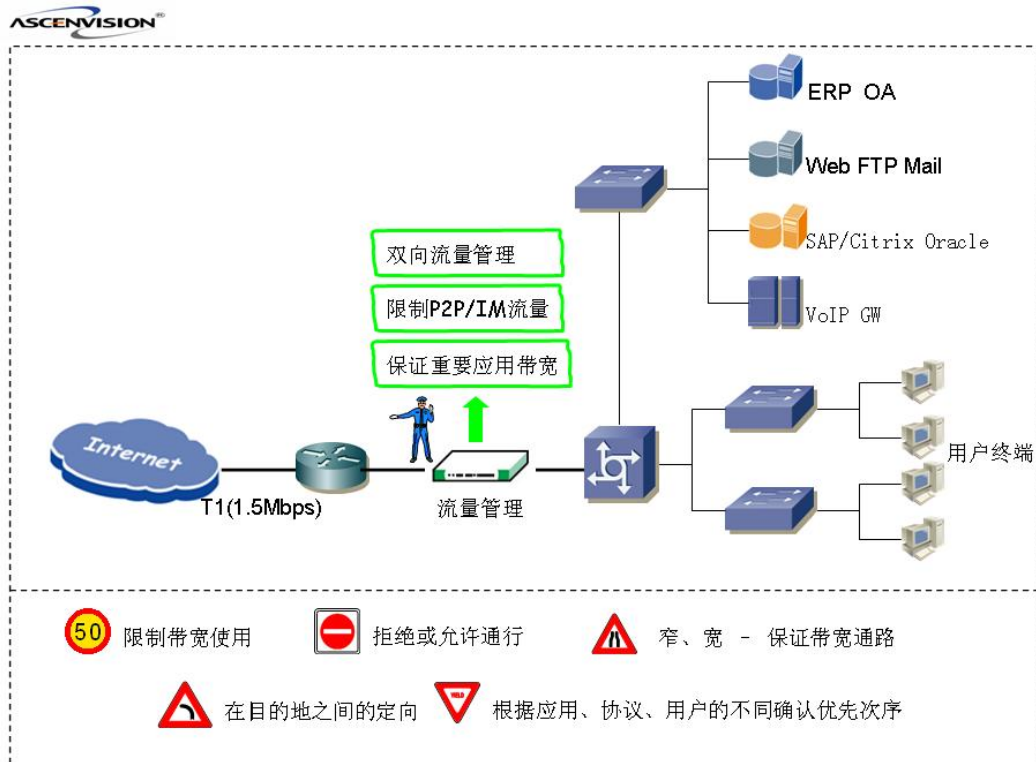 ASCENVISION®
ERP OA
Web FTP Mail
SAP/Citrix Oracle
VoIP GW
双向流量管理
限制P2P/IM流量
保证重要应用带宽
Internet
T1(1.5Mbps)
流量管理
用户终端
50 限制带宽使用
拒绝或允许通行
窄、宽 - 保证带宽通路
在目的地之间的定向
YIELD
根据应用、协议、用户的不同确认优先次序